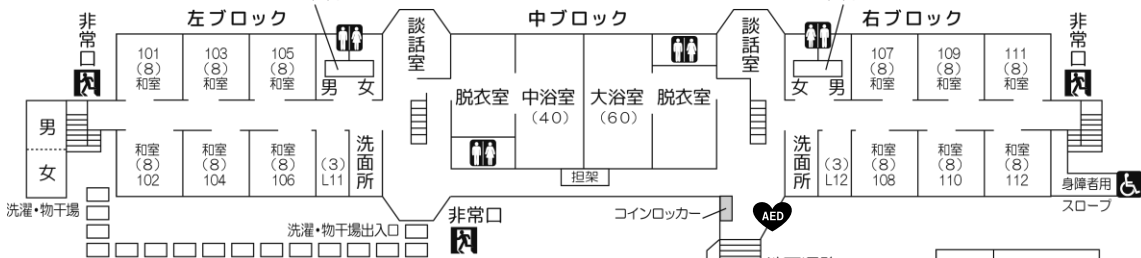 左ブロック
中ブロック
右ブロック
非常口
談話室
談話室
非常口
101
(8)
和室
103
(8)
和室
105
(8)
和室
男 女
脱衣室
中浴室
(40)
大浴室
(60)
脱衣室
女 男
107
(8)
和室
109
(8)
和室
111
(8)
和室
男
女
和室
(8)
102
和室
(8)
104
和室
(8)
106
(3)
L11
洗面所
担架
洗面所
(3)
L12
和室
(8)
108
和室
(8)
110
和室
(8)
112
身障者用
スロープ
洗濯・物干場
洗濯・物干場出入口
非常口
コインロッカー
AED